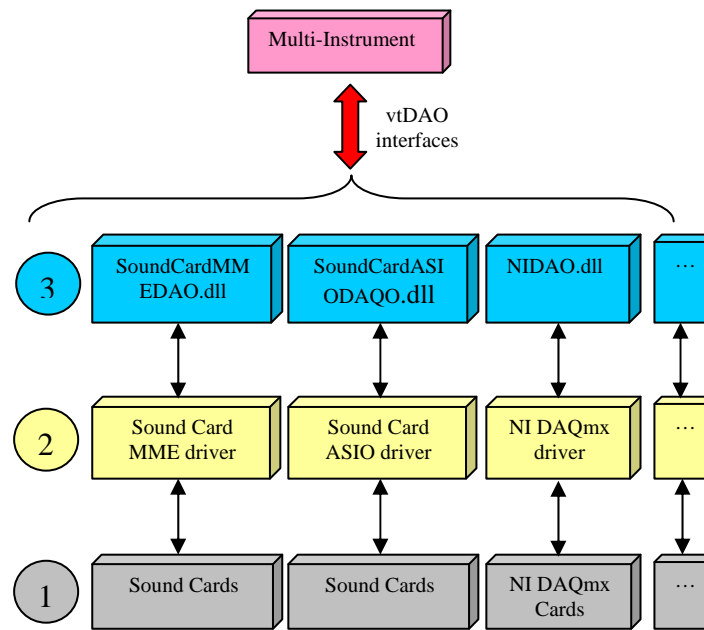 Multi-Instrument
vtDAO
interfaces
3
SoundCardMM
EDAO.dll
SoundCardASI
ODAQO.dll
NIDAO.dll
...
2
Sound Card
MME driver
Sound Card
ASIO driver
NI DAQmx
driver
...
1
Sound Cards
Sound Cards
NI DAQmx
Cards
...